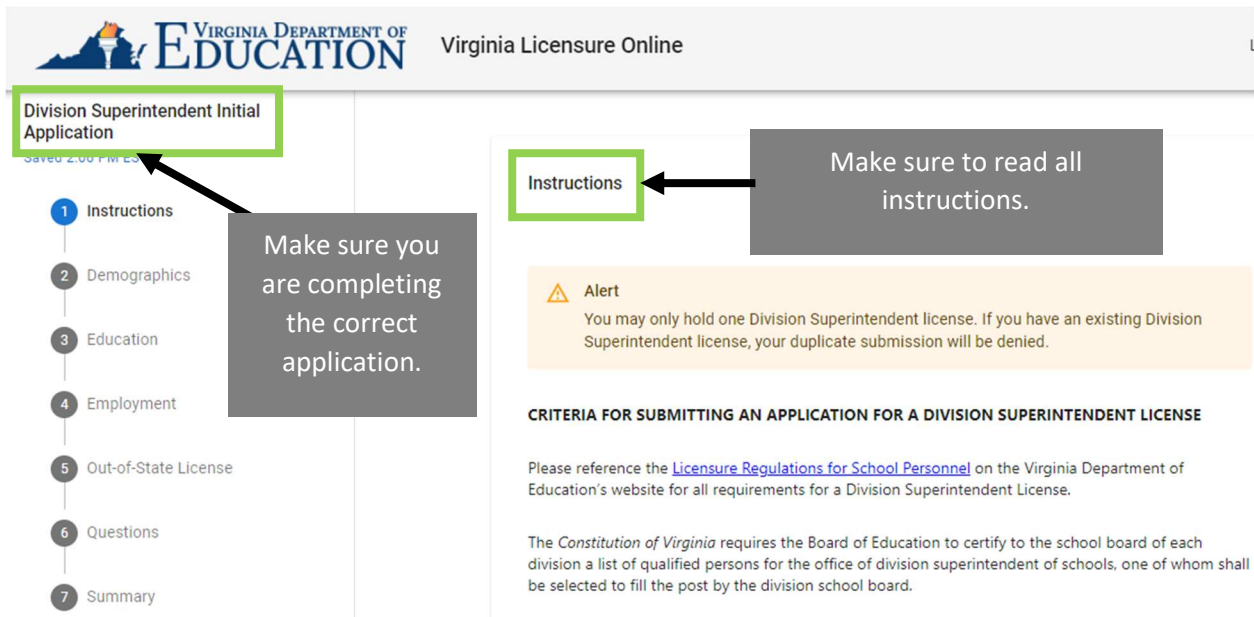 VIRGINIA DEPARTMENT OF
EDUCATION
Virginia Licensure Online
L
Division Superintendent Initial
Application
Saved 2:06 PM ES
1 Instructions
2 Demographics
3 Education
4 Employment
5 Out-of-State License
6 Questions
7 Summary
Make sure you
are completing
the correct
application.
Instructions
Make sure to read all
instructions.
Alert
You may only hold one Division Superintendent license. If you have an existing Division
Superintendent license, your duplicate submission will be denied.
CRITERIA FOR SUBMITTING AN APPLICATION FOR A DIVISION SUPERINTENDENT LICENSE
Please reference the Licensure Regulations for School Personnel on the Virginia Department of
Education's website for all requirements for a Division Superintendent License.
The Constitution of Virginia requires the Board of Education to certify to the school board of each
division a list of qualified persons for the office of division superintendent of schools, one of whom shall
be selected to fill the post by the division school board.